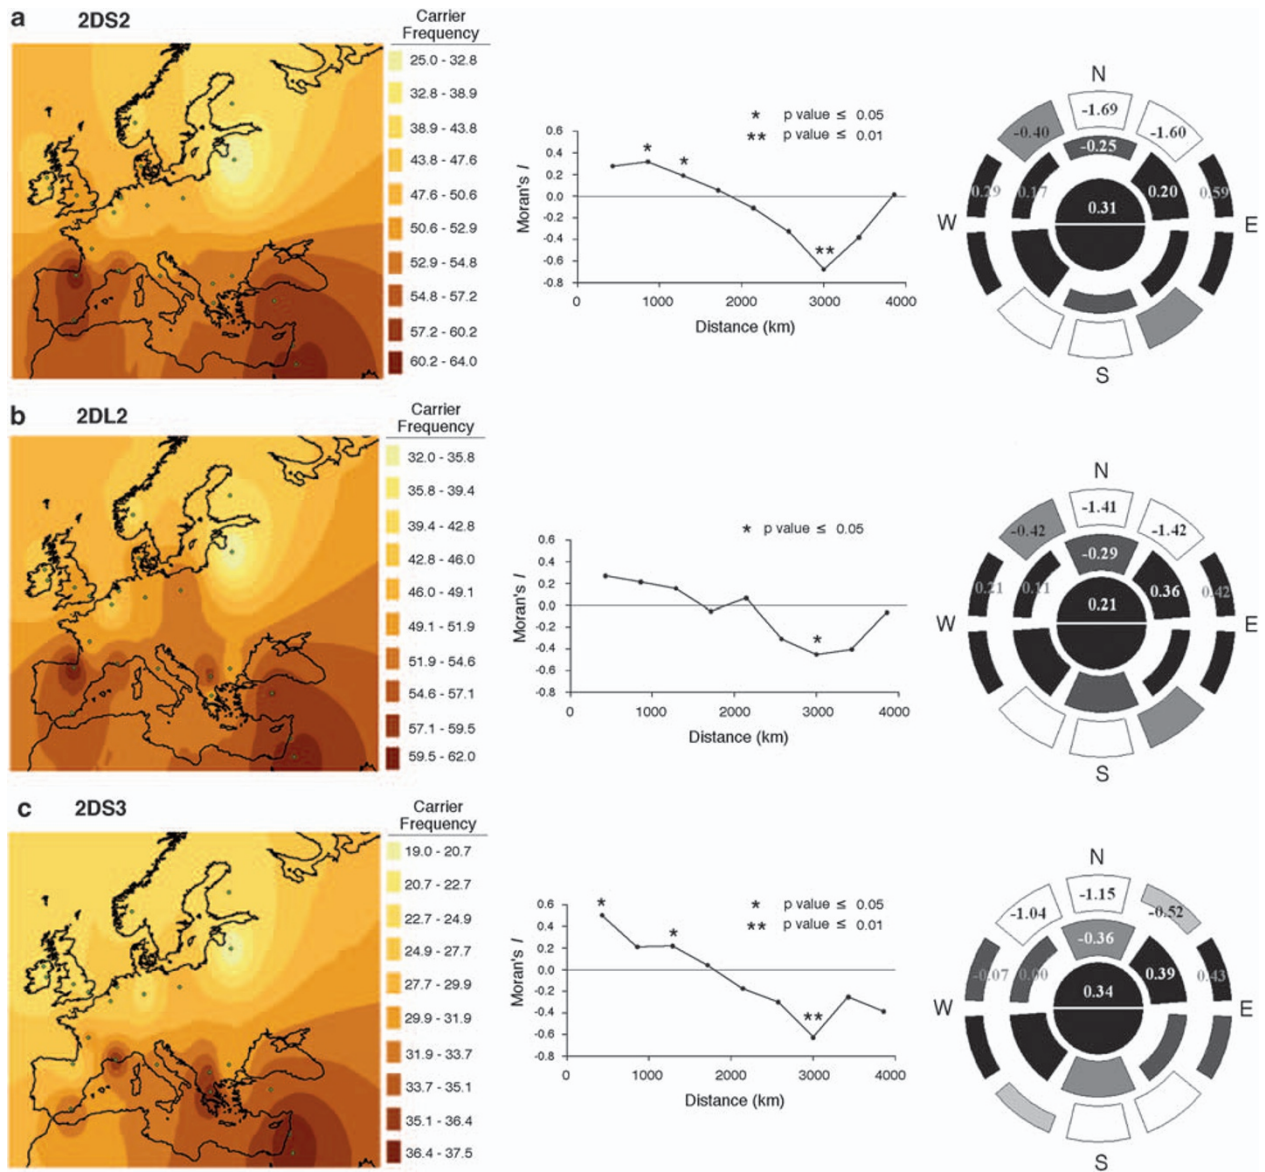 a 2DS2
Carrier
Frequency
25.0 - 32.8
32.8 - 38.9
38.9 - 43.8
43.8 - 47.6
47.6 - 50.6
50.6 - 52.9
52.9 - 54.8
54.8 - 57.2
57.2 - 60.2
60.2 - 64.0
* p value ≤ 0.05
** p value ≤ 0.01
Moran's I
0.6
0.4
0.2
0.0
-0.2
-0.4
-0.6
-0.8
* * **
0 1000 2000 3000 4000
Distance (km)
N
-1.69
-0.40 -1.60
-0.25
0.29 0.17 0.20 0.59
0.31
W E
S
b 2DL2
Carrier
Frequency
32.0 - 35.8
35.8 - 39.4
39.4 - 42.8
42.8 - 46.0
46.0 - 49.1
49.1 - 51.9
51.9 - 54.6
54.6 - 57.1
57.1 - 59.5
59.5 - 62.0
* p value ≤ 0.05
Moran's I
0.6
0.4
0.2
0.0
-0.2
-0.4
-0.6
-0.8
*
0 1000 2000 3000 4000
Distance (km)
N
-1.41
-0.42 -1.42
-0.29
0.21 0.11 0.36 0.42
0.21
W E
S
c 2DS3
Carrier
Frequency
19.0 - 20.7
20.7 - 22.7
22.7 - 24.9
24.9 - 27.7
27.7 - 29.9
29.9 - 31.9
31.9 - 33.7
33.7 - 35.1
35.1 - 36.4
36.4 - 37.5
* p value ≤ 0.05
** p value ≤ 0.01
Moran's I
0.6
0.4
0.2
0.0
-0.2
-0.4
-0.6
-0.8
* * **
0 1000 2000 3000 4000
Distance (km)
N
-1.15
-1.04 -0.52
-0.36
-0.07 0.00 0.39 0.43
0.34
W E
S